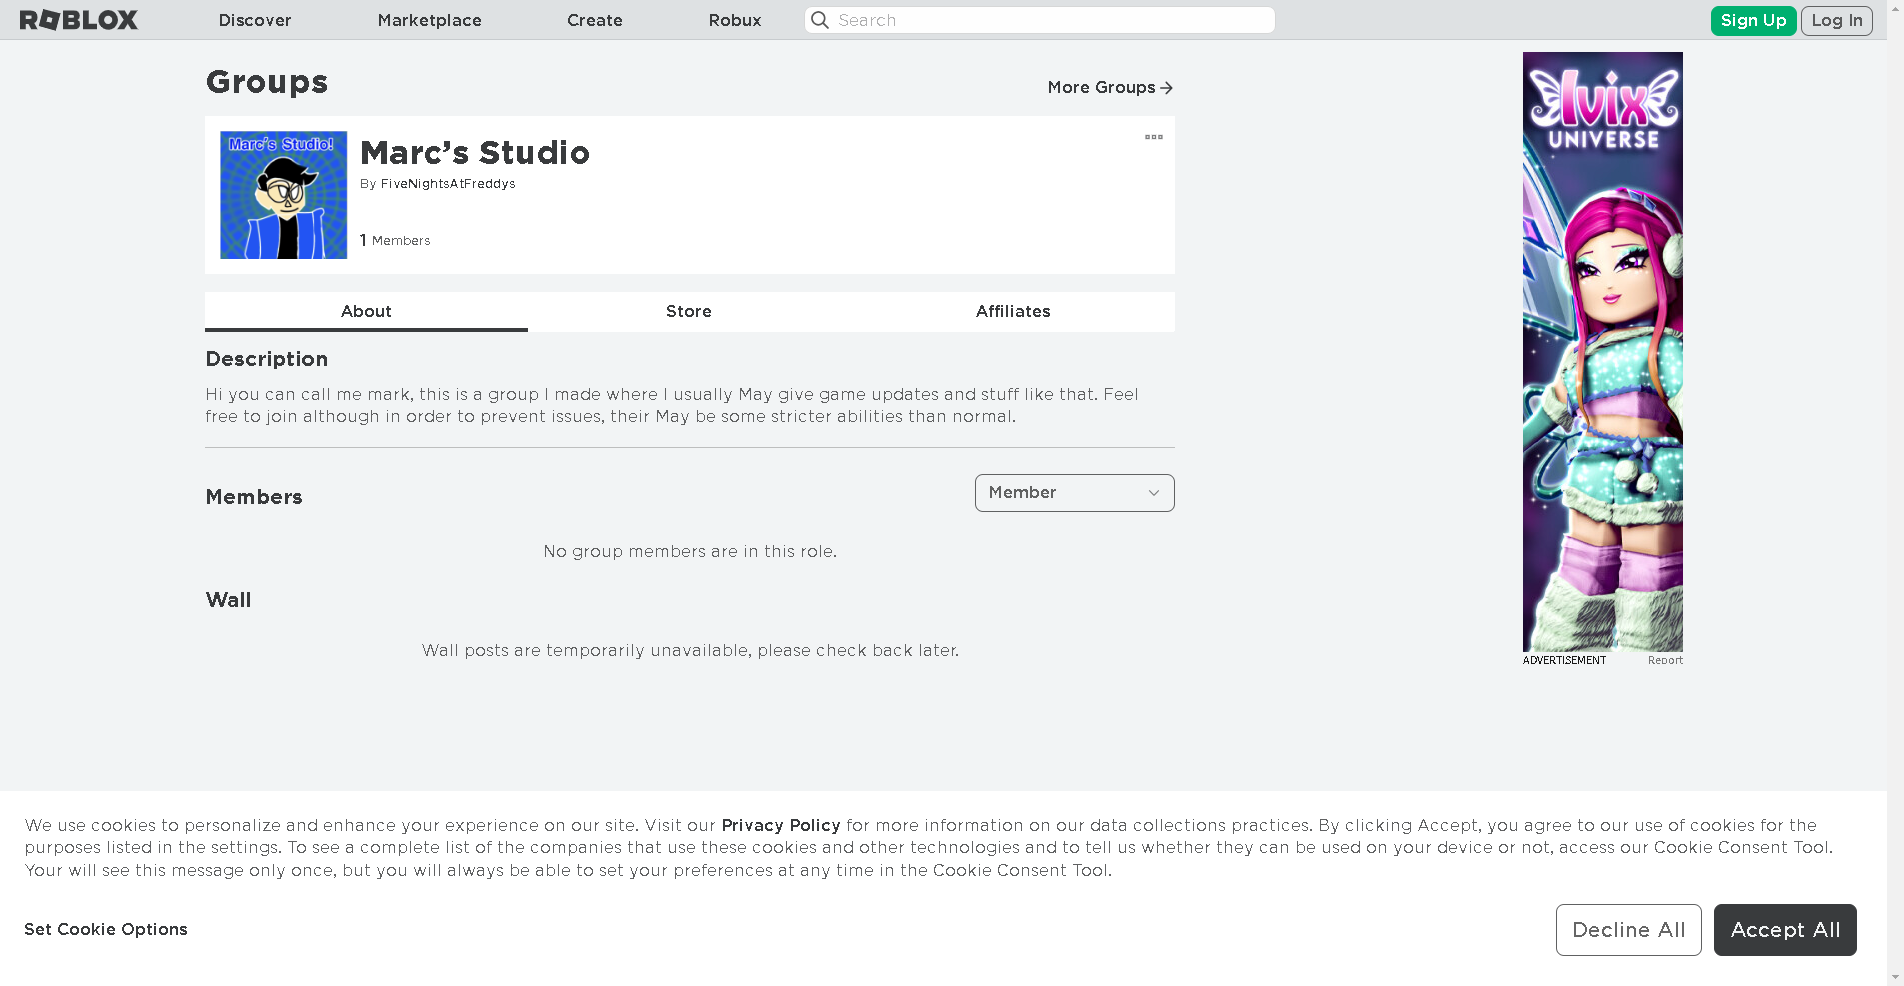 ROBLOX
Discover
Marketplace
Create
Robux
Search
Sign Up
Log In
Groups
More Groups
Marc's Studio!
Marc's Studio
By FiveNightsAtFreddys
1 Members
About
Store
Affiliates
Description
Hi you can call me mark, this is a group I made where I usually May give game updates and stuff like that. Feel
free to join although in order to prevent issues, their May be some stricter abilities than normal.
Members
Member
No group members are in this role.
Wall
Wall posts are temporarily unavailable, please check back later.
Ivix
UNIVERSE
ADVERTISEMENT
Report
We use cookies to personalize and enhance your experience on our site. Visit our Privacy Policy for more information on our data collections practices. By clicking Accept, you agree to our use of cookies for the
purposes listed in the settings. To see a complete list of the companies that use these cookies and other technologies and to tell us whether they can be used on your device or not, access our Cookie Consent Tool.
Your will see this message only once, but you will always be able to set your preferences at any time in the Cookie Consent Tool.
Set Cookie Options
Decline All
Accept All